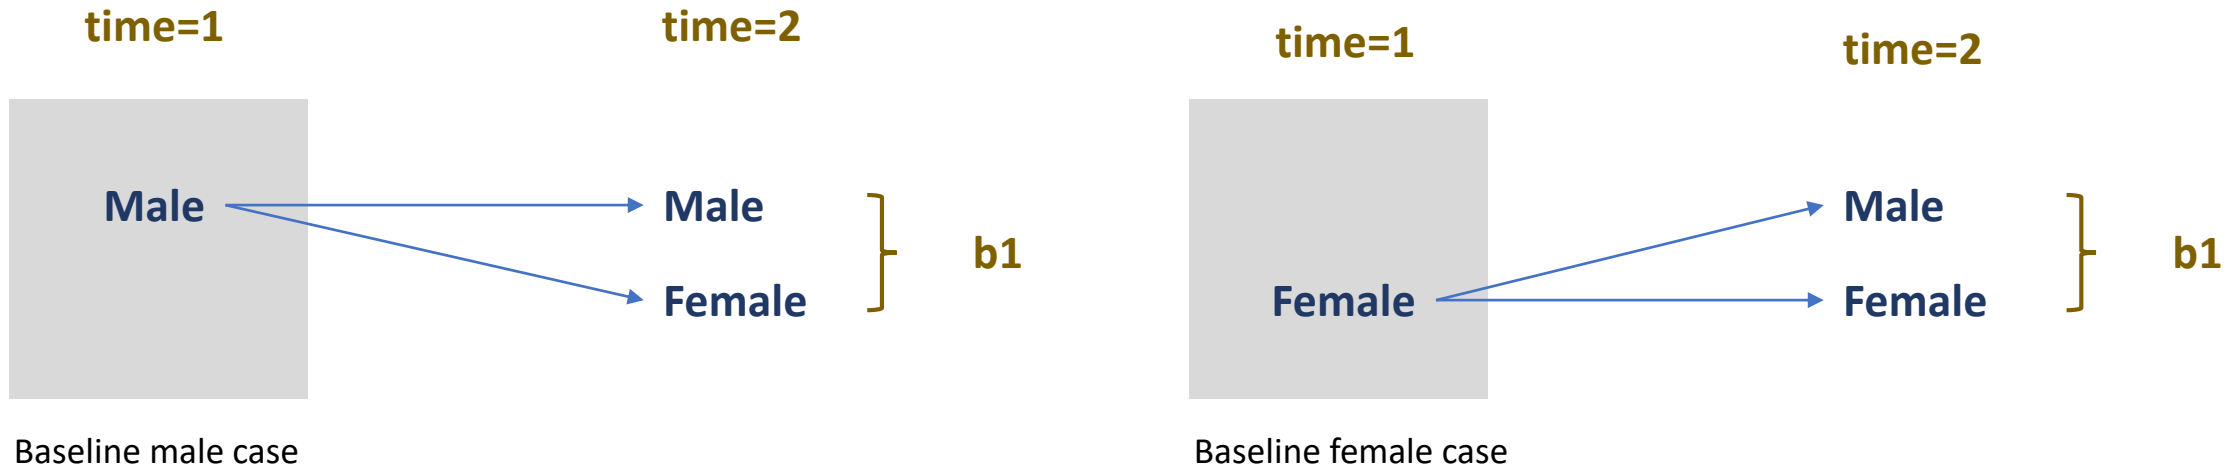 time=1
time=2
Male
Male
Female
b1
Baseline male case
time=1
time=2
Female
Male
Female
b1
Baseline female case